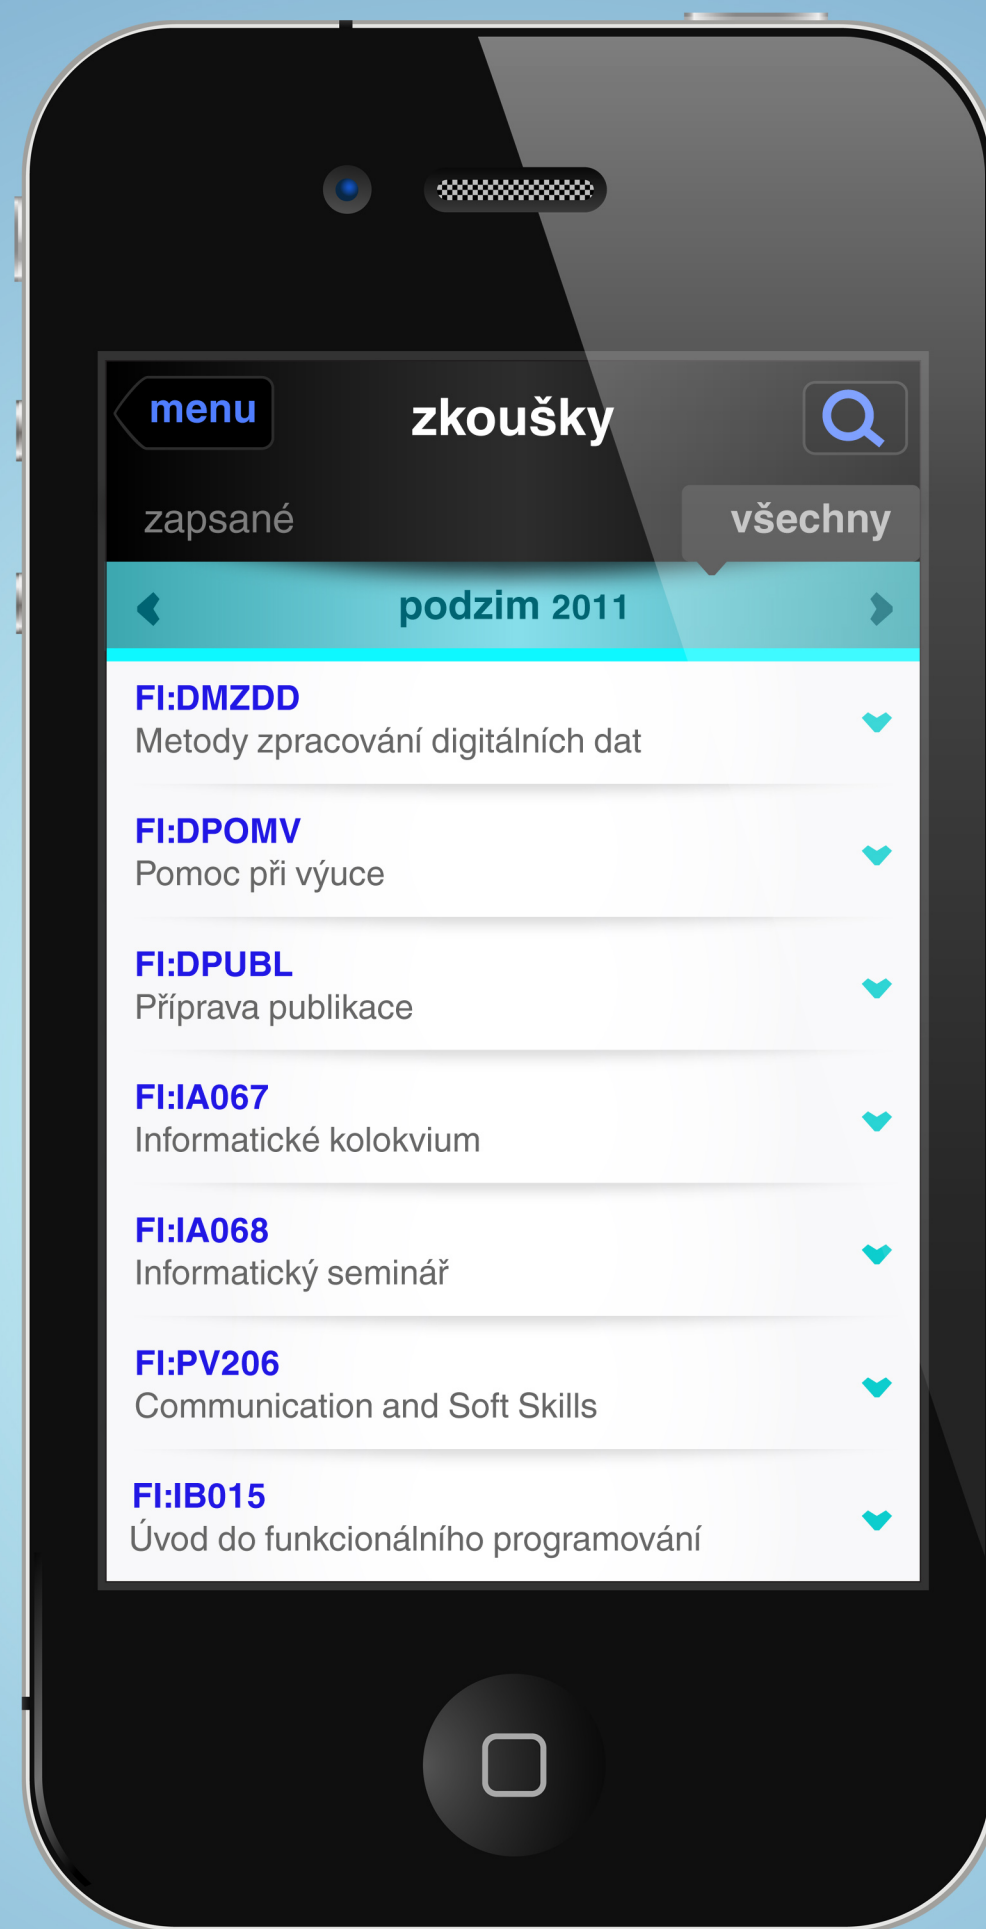 menu
zkoušky
zapsané
všechny
podzim 2011
FI:DMZDD
Metody zpracování digitálních dat
FI:DPOMV
Pomoc při výuce
FI:DPUBL
Příprava publikace
FI:IA067
Informatické kolokvium
FI:IA068
Informatický seminář
FI:PV206
Communication and Soft Skills
FI:IB015
Úvod do funkcionálního programování